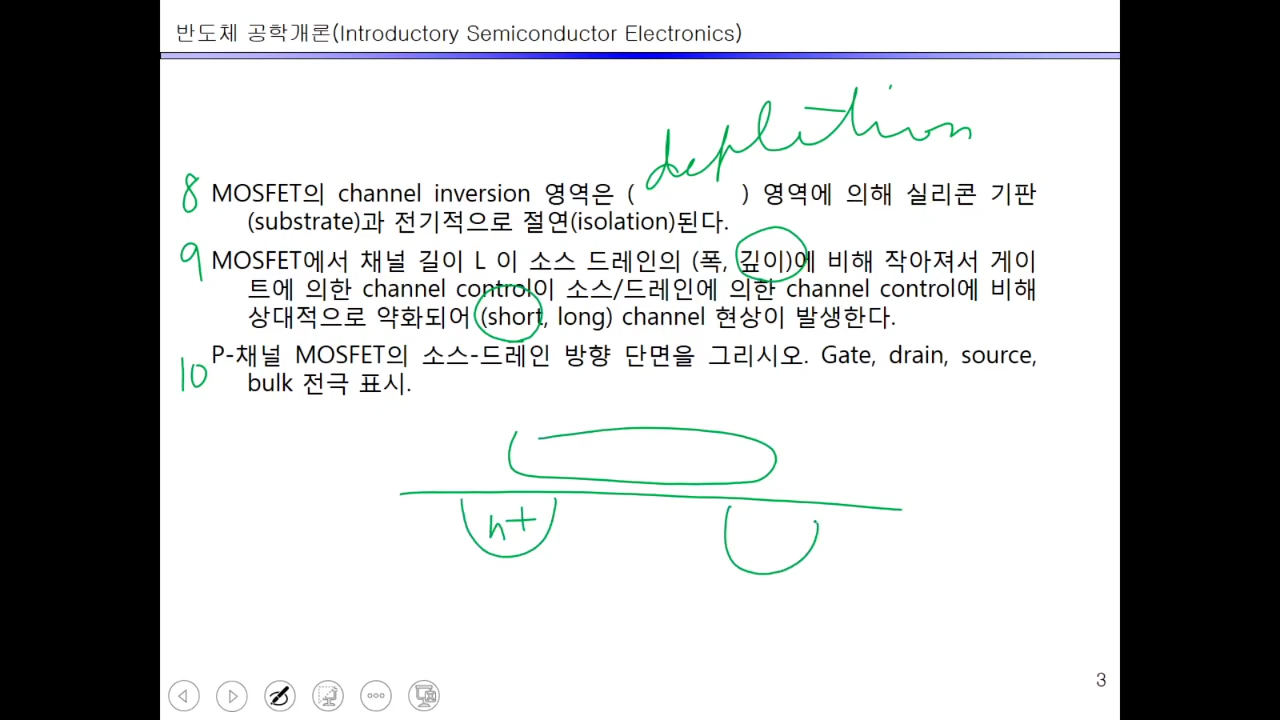 반도체 공학개론(Introductory Semiconductor Electronics)
depletion
8 MOSFET의 channel inversion 영역은 ( ) 영역에 의해 실리콘 기판
(substrate)과 전기적으로 절연(isolation)된다.
9 MOSFET에서 채널 길이 L 이 소스 드레인의 (폭, 깊이)에 비해 작아져서 게이
트에 의한 channel control이 소스/드레인에 의한 channel control에 비해
상대적으로 약화되어 (short, long) channel 현상이 발생한다.
10 P-채널 MOSFET의 소스-드레인 방향 단면을 그리시오. Gate, drain, source,
bulk 전극 표시.
n+
3